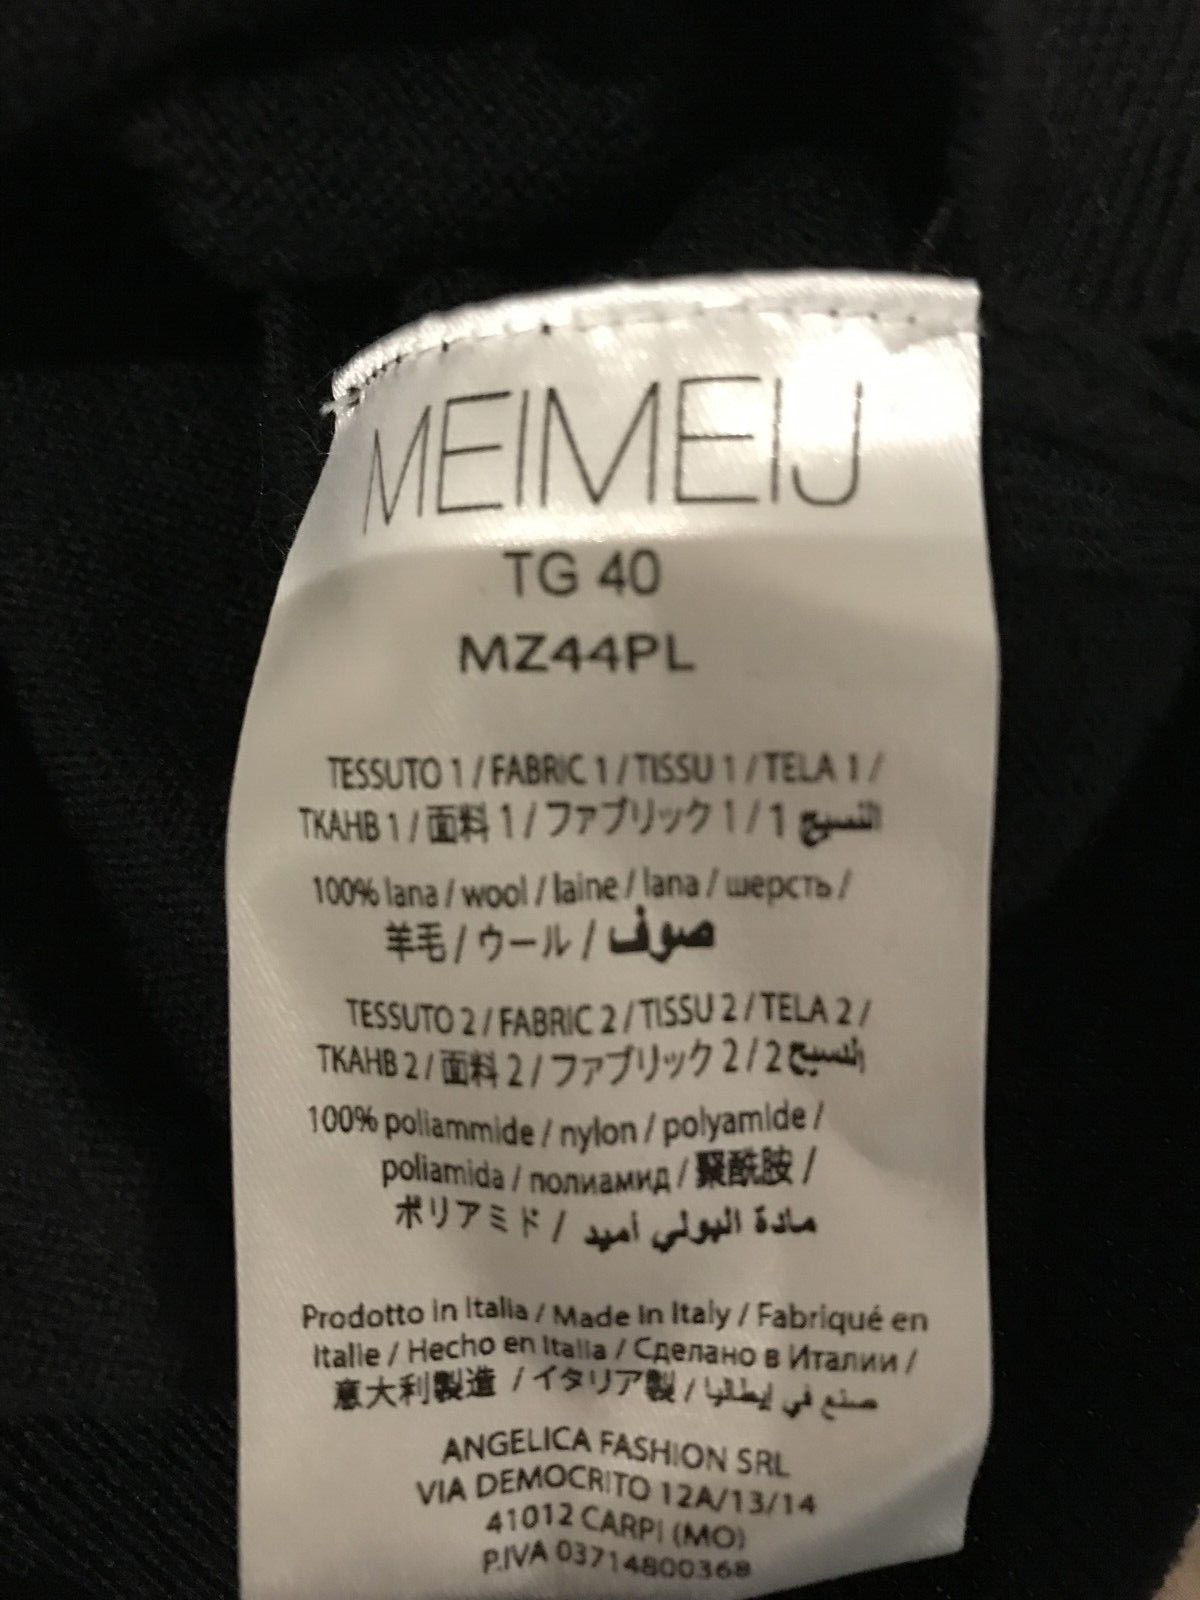 MEIMEIJ
TG 40
MZ44PL
TESSUTO 1 / FABRIC 1 / TISSU 1 / TELA 1 /
TKAHB 1 / 面料 1 / ファブリック 1 / 1 النسيج
100% lana / wool / laine / lana / шерсть /
羊毛 / ウール / صوف
TESSUTO 2 / FABRIC 2 / TISSU 2 / TELA 2 /
TKAHB 2 / 面料 2 / ファブリック 2 / 2 النسيج
100% poliammide / nylon / polyamide /
poliamida / полиамид / 聚酰胺 /
ポリアミド / مادة البولي أميد
Prodotto in Italia / Made in Italy / Fabriqué en
Italie / Hecho en Italia / Сделано в Италии /
意大利製造 / イタリア製 / صنع في إيطاليا
ANGELICA FASHION SRL
VIA DEMOCRITO 12A/13/14
41012 CARPI (MO)
P.IVA 03714800368